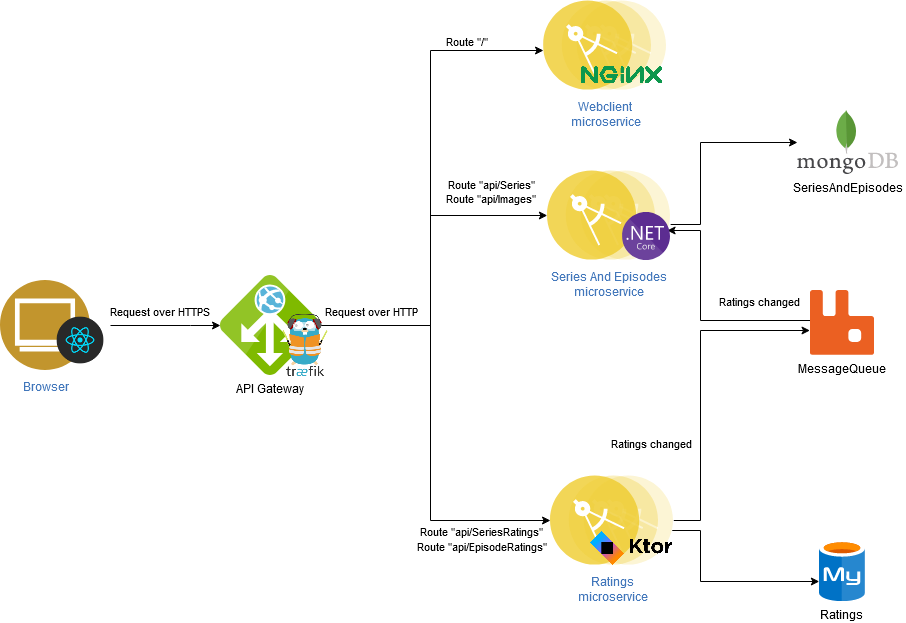 Route "/"
NGINX
Webclient
microservice
mongoDB
SeriesAndEpisodes
Route "api/Series"
Route "api/Images"
.NET
Core
Series And Episodes
microservice
Ratings changed
Request over HTTPS
Request over HTTP
træfik
Browser
API Gateway
MessageQueue
Ratings changed
Route "api/SeriesRatings"
Route "api/EpisodeRatings"
Ktor
Ratings
microservice
My
Ratings